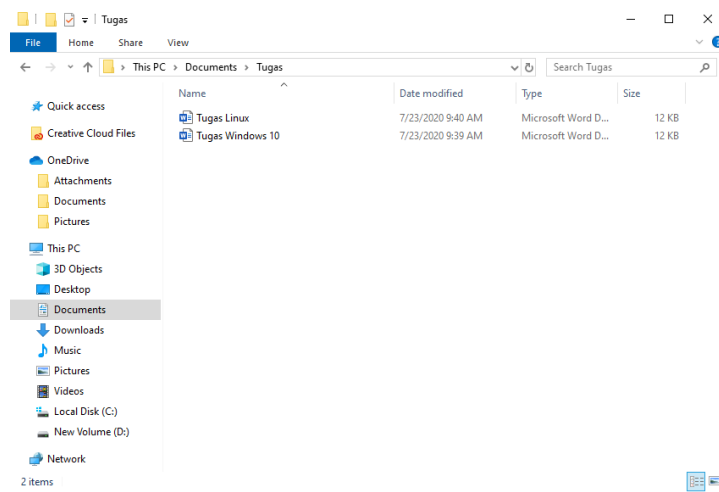 Tugas
File Home Share View
This PC Documents Tugas Search Tugas
Name Date modified Type Size
Quick access
Creative Cloud Files
OneDrive
Attachments
Documents
Pictures
This PC
3D Objects
Desktop
Documents
Downloads
Music
Pictures
Videos
Local Disk (C:)
New Volume (D:)
Network
Tugas Linux 7/23/2020 9:40 AM Microsoft Word D... 12 KB
Tugas Windows 10 7/23/2020 9:39 AM Microsoft Word D... 12 KB
2 items